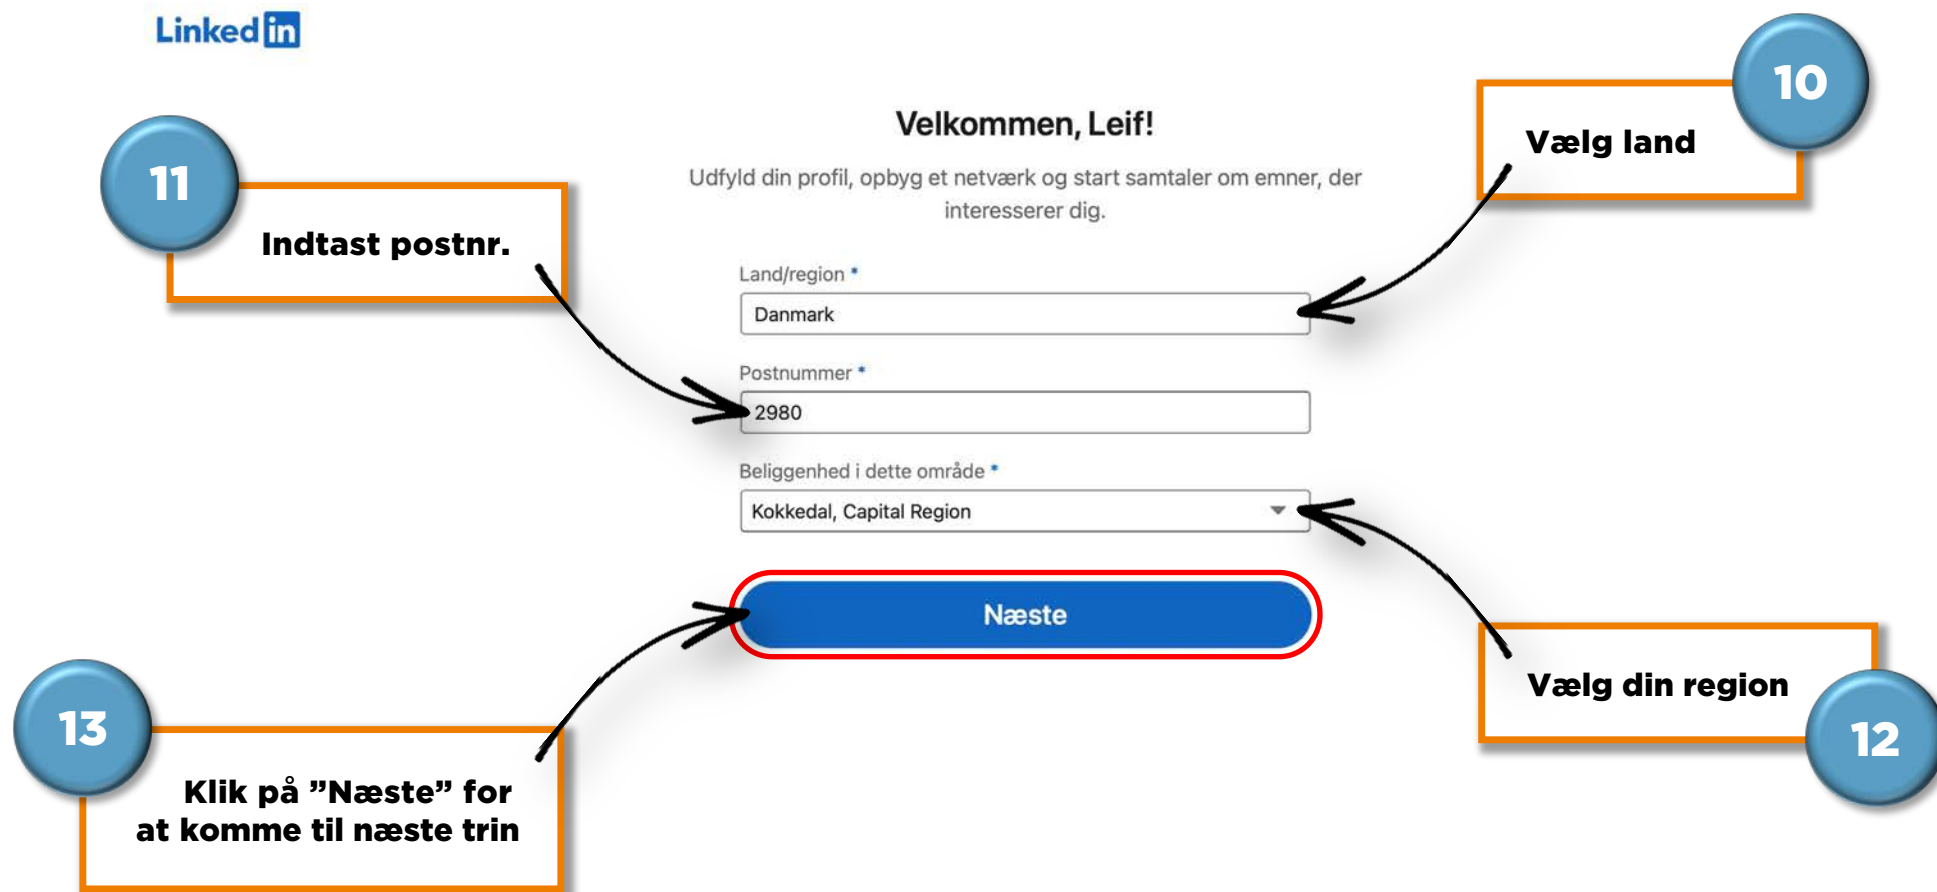 Linked in
10
Vælg land
Velkommen, Leif!
Udfyld din profil, opbyg et netværk og start samtaler om emner, der
interesserer dig.
11
Indtast postnr.
Land/region *
Danmark
Postnummer *
2980
Beliggenhed i dette område *
Kokkedal, Capital Region
Næste
Vælg din region
12
13
Klik på ”Næste” for
at komme til næste trin